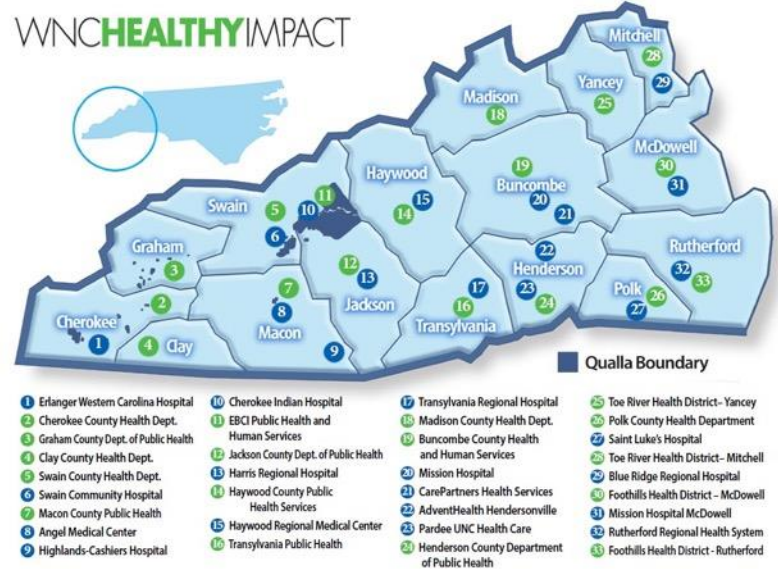 WNCHEALTHYIMPACT
Mitchell
28
29
Yancey
25
Madison
18
McDowell
30
31
Haywood
14
15
Buncombe
19
20
21
Swain
5
6
10
11
Graham
3
Rutherford
32
33
Henderson
22
23
24
Jackson
12
13
Polk
26
27
Transylvania
16
17
Macon
7
8
9
Cherokee
1
2
Clay
4
Qualla Boundary
1 Erlanger Western Carolina Hospital
2 Cherokee County Health Dept.
3 Graham County Dept. of Public Health
4 Clay County Health Dept.
5 Swain County Health Dept.
6 Swain Community Hospital
7 Macon County Public Health
8 Angel Medical Center
9 Highlands-Cashiers Hospital
10 Cherokee Indian Hospital
11 EBCI Public Health and
Human Services
12 Jackson County Dept. of Public Health
13 Harris Regional Hospital
14 Haywood County Public
Health Services
15 Haywood Regional Medical Center
16 Transylvania Public Health
17 Transylvania Regional Hospital
18 Madison County Health Dept.
19 Buncombe County Health
and Human Services
20 Mission Hospital
21 CarePartners Health Services
22 AdventHealth Hendersonville
23 Pardee UNC Health Care
24 Henderson County Department
of Public Health
25 Toe River Health District– Yancey
26 Polk County Health Department
27 Saint Luke's Hospital
28 Toe River Health District– Mitchell
29 Blue Ridge Regional Hospital
30 Foothills Health District – McDowell
31 Mission Hospital McDowell
32 Rutherford Regional Health System
33 Foothills Health District - Rutherford